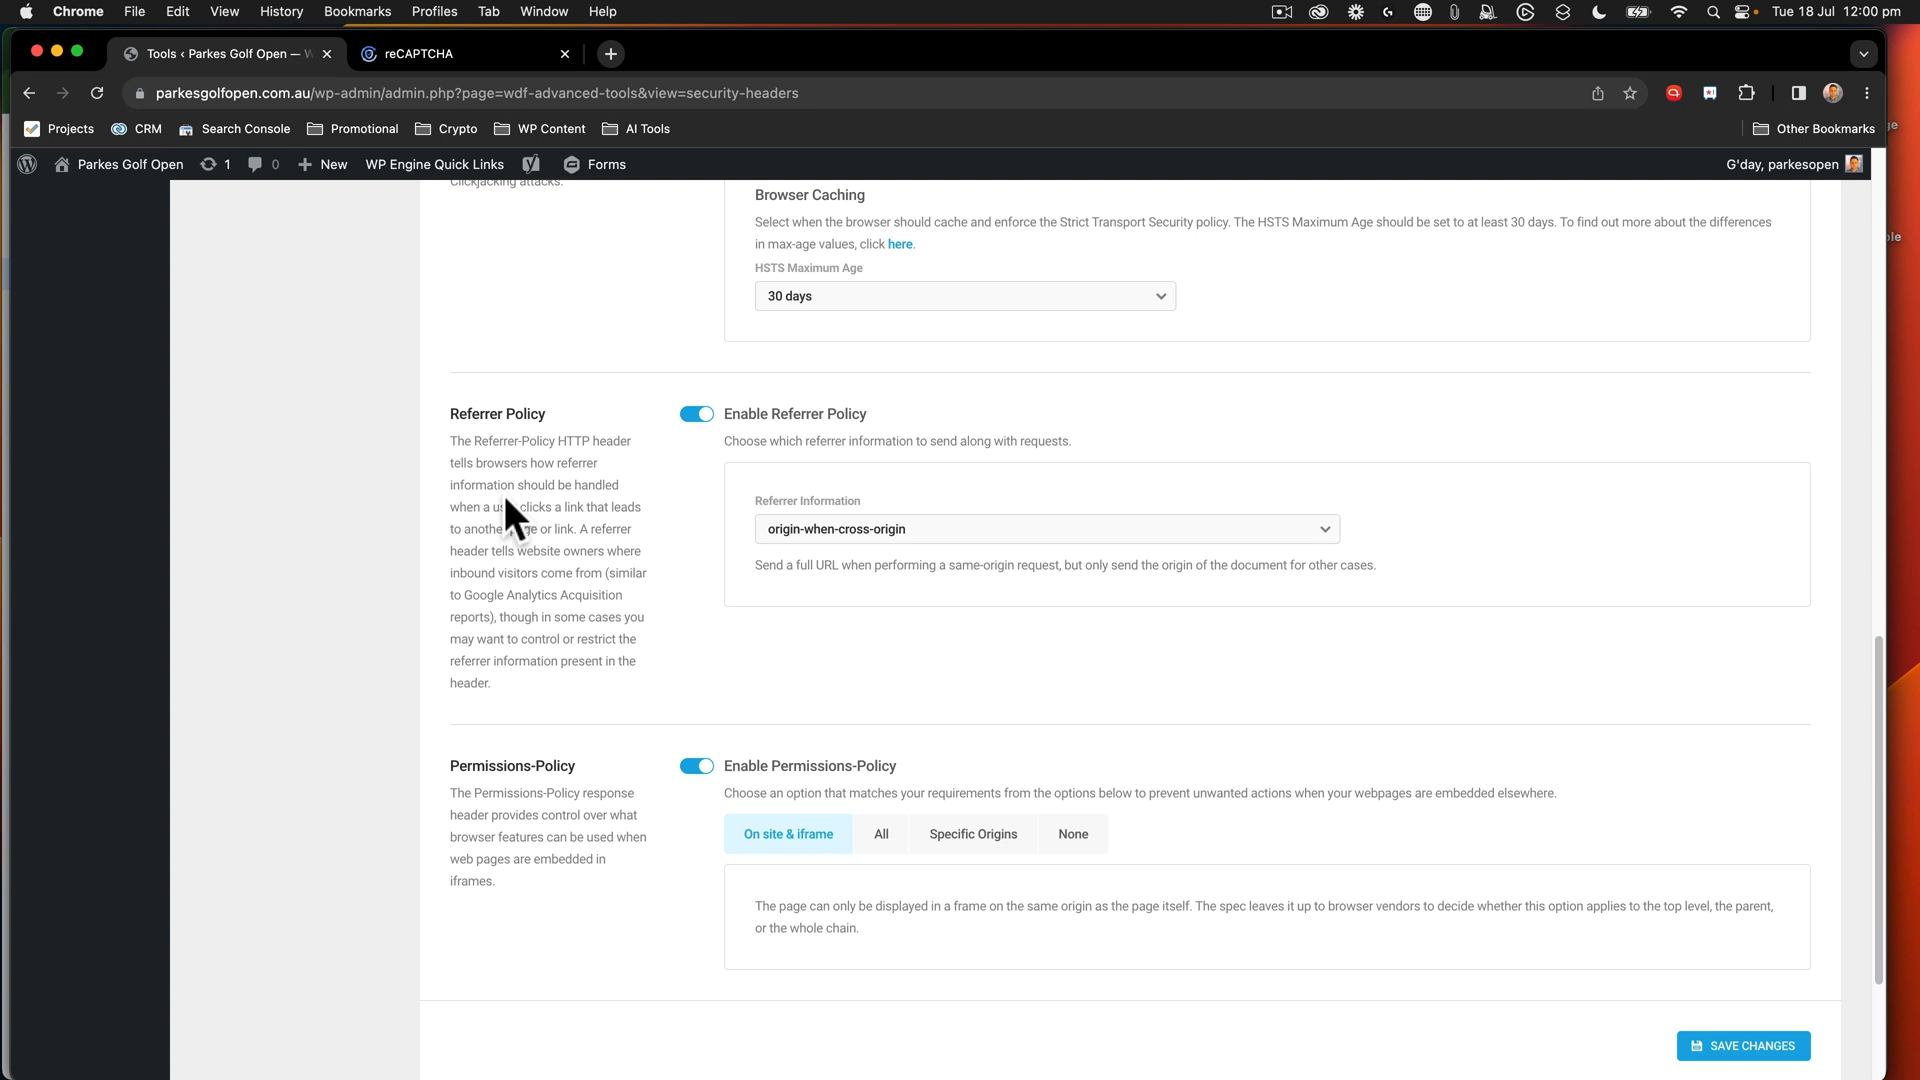 Chrome File Edit View History Bookmarks Profiles Tab Window Help
Tue 18 Jul 12:00 pm
Tools ‹ Parkes Golf Open —
reCAPTCHA
parkesgolfopen.com.au/wp-admin/admin.php?page=wdf-advanced-tools&view=security-headers
Projects CRM Search Console Promotional Crypto WP Content AI Tools Other Bookmarks
Parkes Golf Open 1 0 New WP Engine Quick Links Forms G'day, parkesopen
Clickjacking attacks.
Browser Caching
Select when the browser should cache and enforce the Strict Transport Security policy. The HSTS Maximum Age should be set to at least 30 days. To find out more about the differences
in max-age values, click here.
HSTS Maximum Age
30 days
Referrer Policy
The Referrer-Policy HTTP header
tells browsers how referrer
information should be handled
when a clicks a link that leads
to or link. A referrer
header tells website owners where
inbound visitors come from (similar
to Google Analytics Acquisition
reports), though in some cases you
may want to control or restrict the
referrer information present in the
header.
Enable Referrer Policy
Choose which referrer information to send along with requests.
Referrer Information
origin-when-cross-origin
Send a full URL when performing a same-origin request, but only send the origin of the document for other cases.
Permissions-Policy
The Permissions-Policy response
header provides control over what
browser features can be used when
web pages are embedded in
iframes.
Enable Permissions-Policy
Choose an option that matches your requirements from the options below to prevent unwanted actions when your webpages are embedded elsewhere.
On site & iframe All Specific Origins None
The page can only be displayed in a frame on the same origin as the page itself. The spec leaves it up to browser vendors to decide whether this option applies to the top level, the parent,
or the whole chain.
SAVE CHANGES